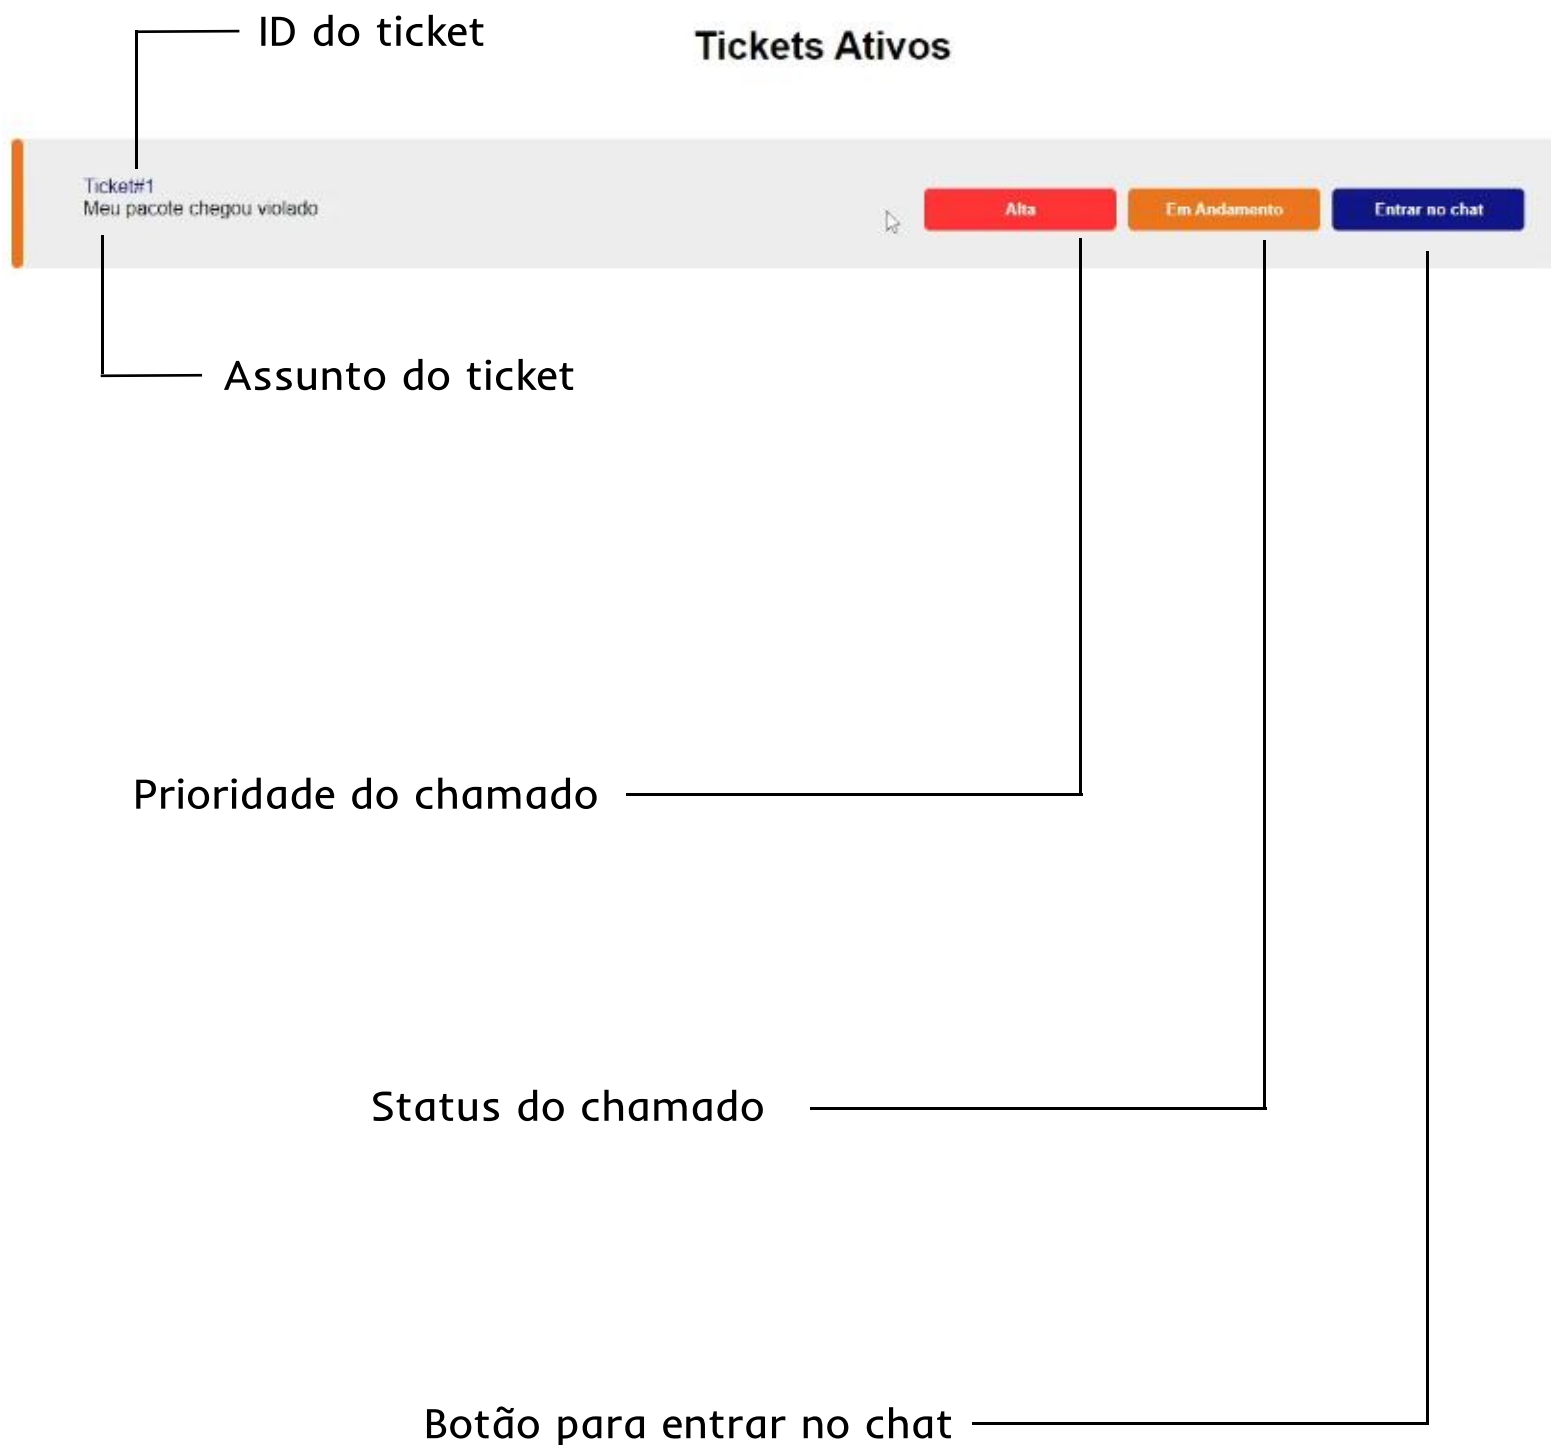 ID do ticket
Tickets Ativos
Ticket#1
Meu pacote chegou violado
Alta
Em Andamento
Entrar no chat
Assunto do ticket
Prioridade do chamado
Status do chamado
Botão para entrar no chat